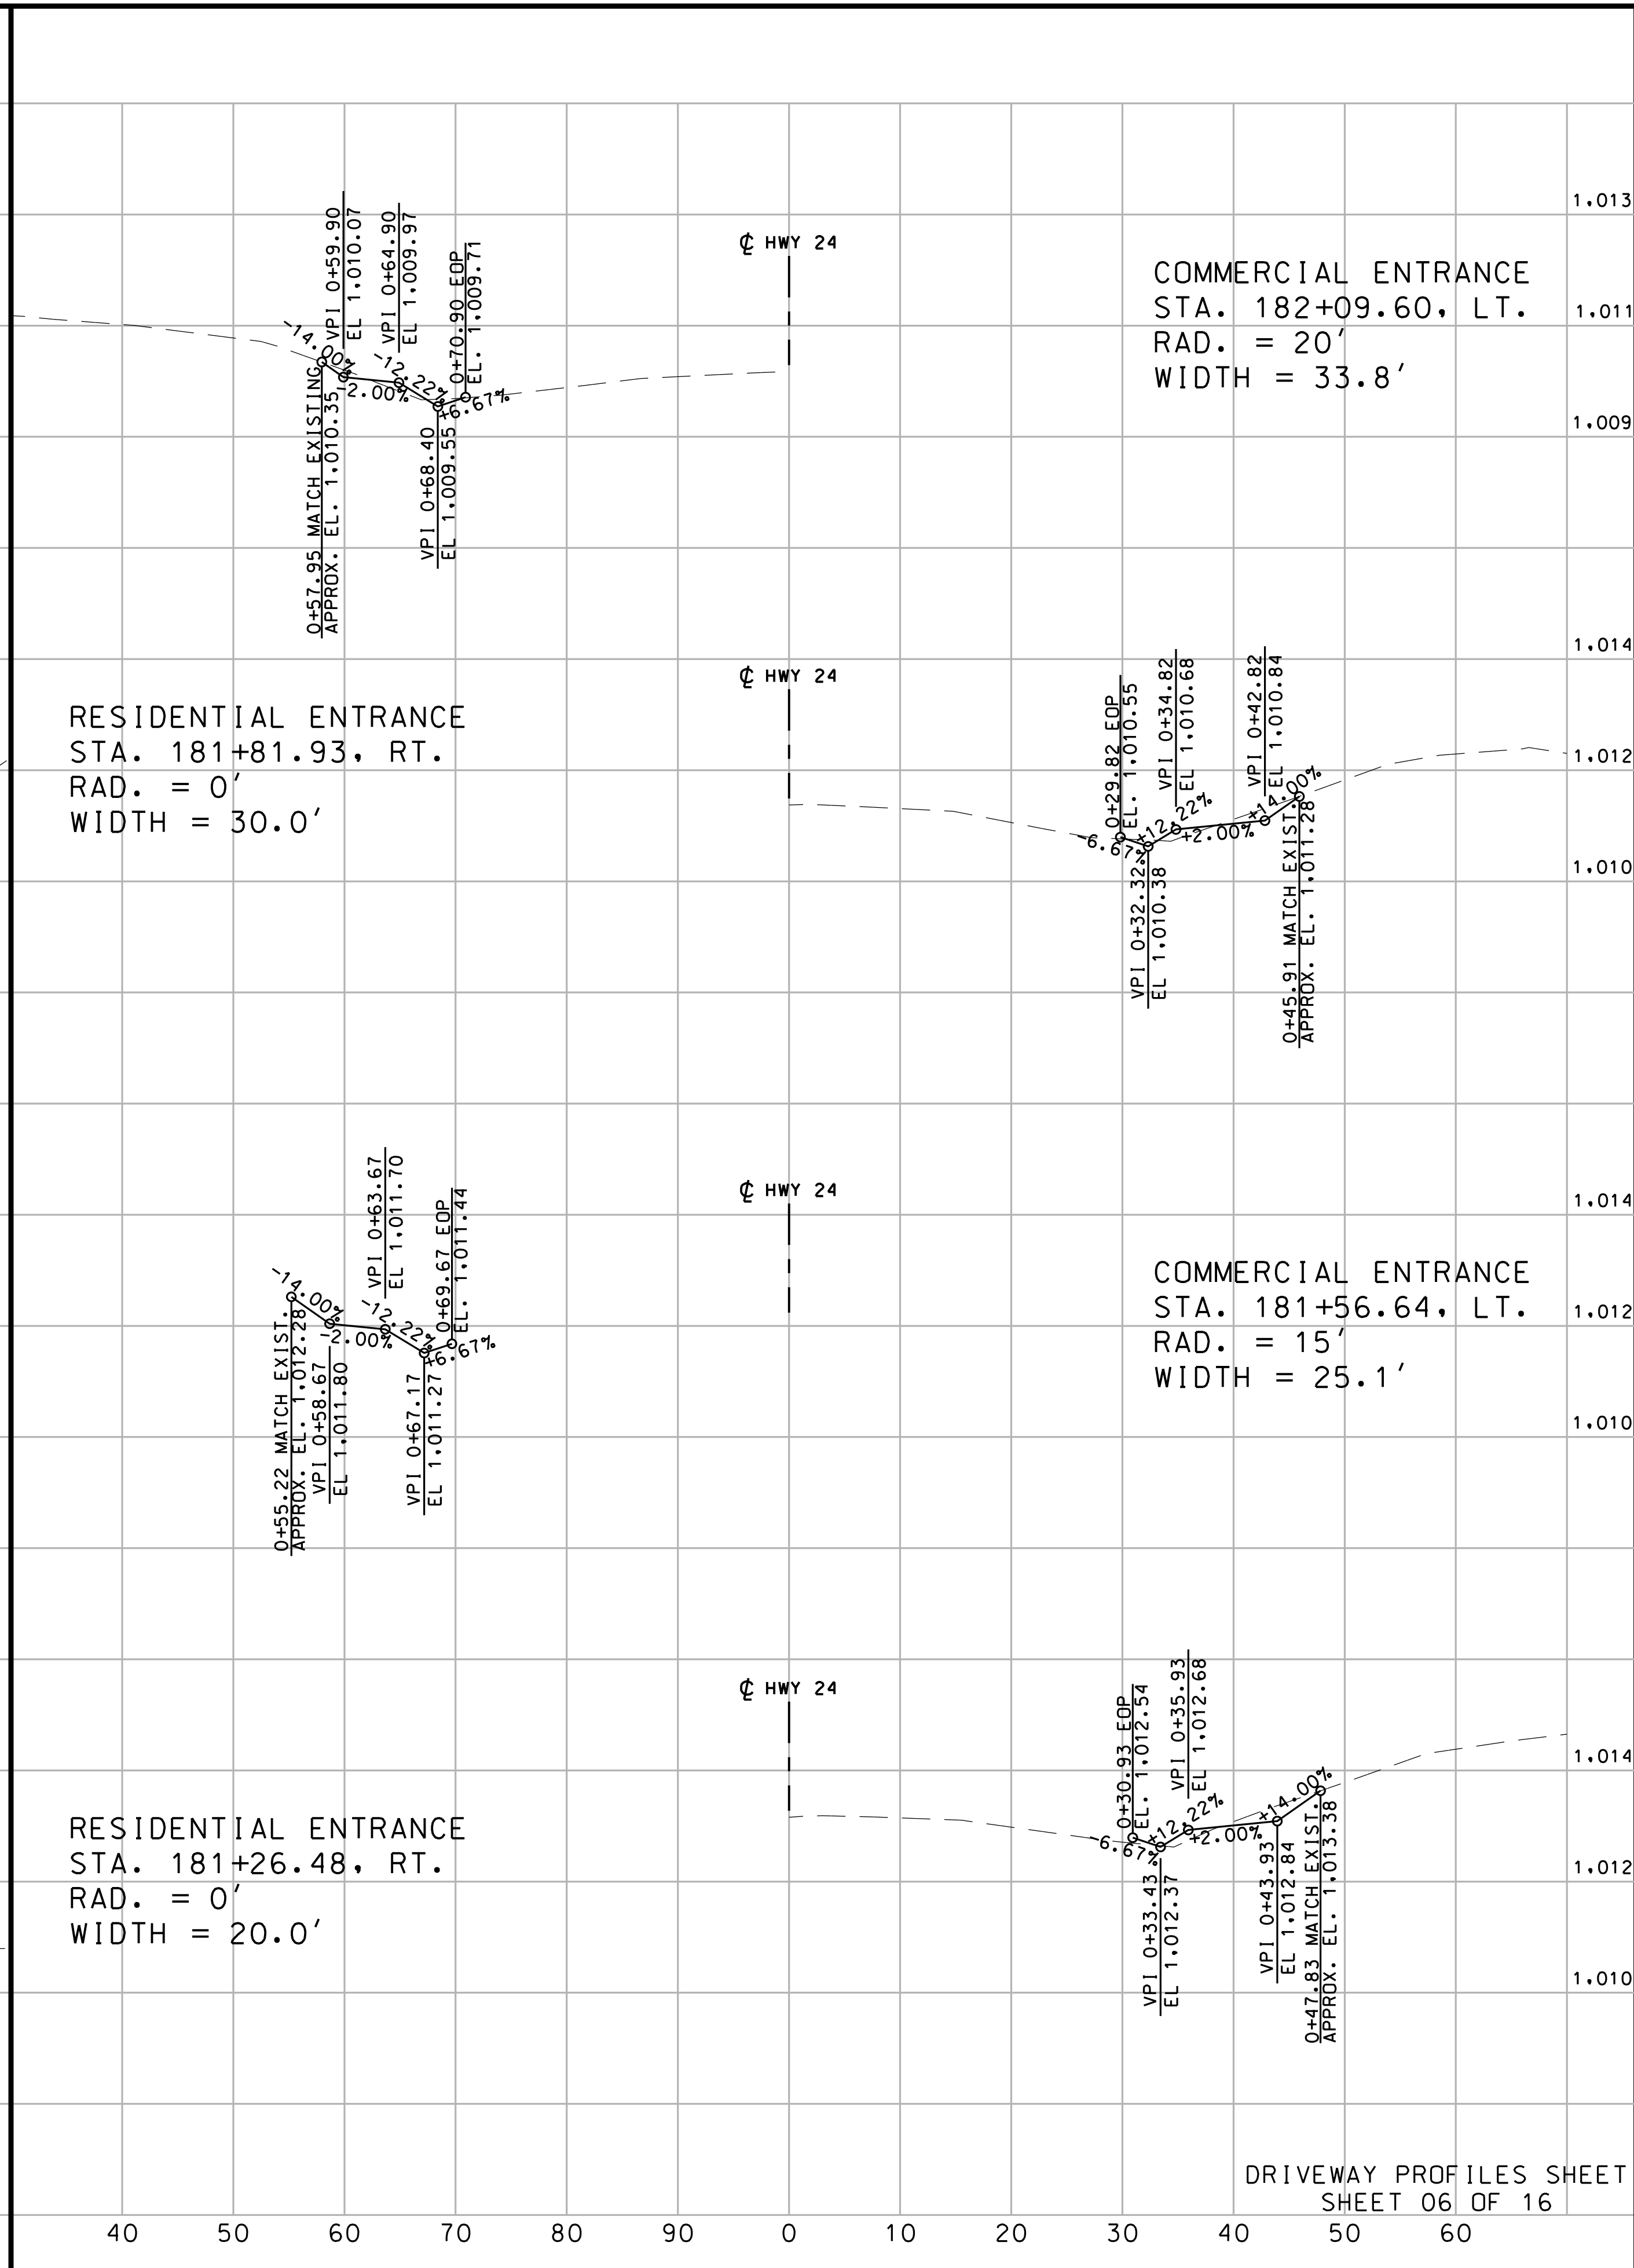 1,013
VPI 0+59.90
EL 1,010.07
VPI 0+64.90
EL 1,009.97
0+70.90 EOP
EL. 1,009.71
℄ HWY 24
COMMERCIAL ENTRANCE
STA. 182+09.60, LT.
RAD. = 20'
WIDTH = 33.8'
1,011
-14.00%
-2.00%
-12.22%
+6.67%
1,009
0+57.95 MATCH EXISTING
APPROX. EL. 1,010.35
VPI 0+68.40
EL 1,009.55
1,014
℄ HWY 24
RESIDENTIAL ENTRANCE
STA. 181+81.93, RT.
RAD. = 0'
WIDTH = 30.0'
0+29.82 EOP
EL. 1,010.55
VPI 0+34.82
EL 1,010.68
VPI 0+42.82
EL 1,010.84
1,012
-6.67%
+12.22%
+2.00%
+14.00%
1,010
VPI 0+32.32
EL 1,010.38
0+45.91 MATCH EXIST.
APPROX. EL. 1,011.28
VPI 0+63.67
EL 1,011.70
0+69.67 EOP
EL. 1,011.44
℄ HWY 24
1,014
COMMERCIAL ENTRANCE
STA. 181+56.64, LT.
RAD. = 15'
WIDTH = 25.1'
1,012
-14.00%
-2.00%
-12.22%
+6.67%
1,010
0+55.22 MATCH EXIST.
APPROX. EL. 1,012.28
VPI 0+58.67
EL 1,011.80
VPI 0+67.17
EL 1,011.27
℄ HWY 24
0+30.93 EOP
EL. 1,012.54
VPI 0+35.93
EL 1,012.68
1,014
RESIDENTIAL ENTRANCE
STA. 181+26.48, RT.
RAD. = 0'
WIDTH = 20.0'
-6.67%
+12.22%
+2.00%
+14.00%
1,012
VPI 0+33.43
EL 1,012.37
VPI 0+43.93
EL 1,012.84
0+47.83 MATCH EXIST.
APPROX. EL. 1,013.38
1,010
DRIVEWAY PROFILES SHEET
SHEET 06 OF 16
40 50 60 70 80 90 0 10 20 30 40 50 60